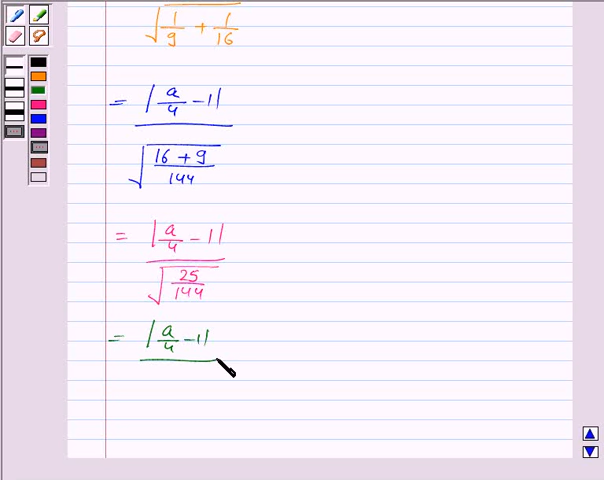 √(1/9 + 1/16)
= |a/4 - 1|
√((16 + 9)/144)
= |a/4 - 1|
√(25/144)
= |a/4 - 1|